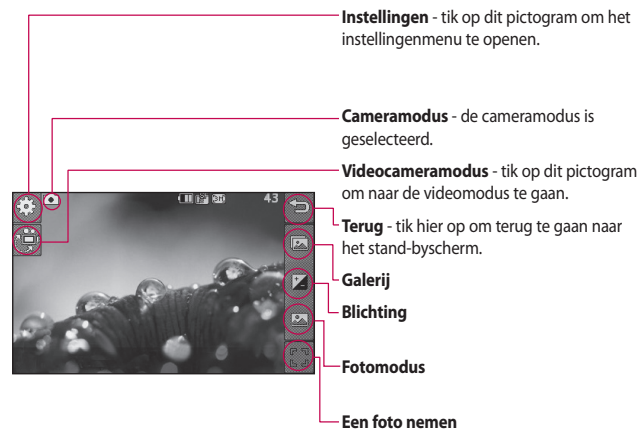 Instellingen - tik op dit pictogram om het
instellingenmenu te openen.
Cameramodus - de cameramodus is
geselecteerd.
Videocameramodus - tik op dit pictogram
om naar de videomodus te gaan.
43
Terug - tik hier op om terug te gaan naar
het stand-byscherm.
Galerij
Blichting
Fotomodus
Een foto nemen